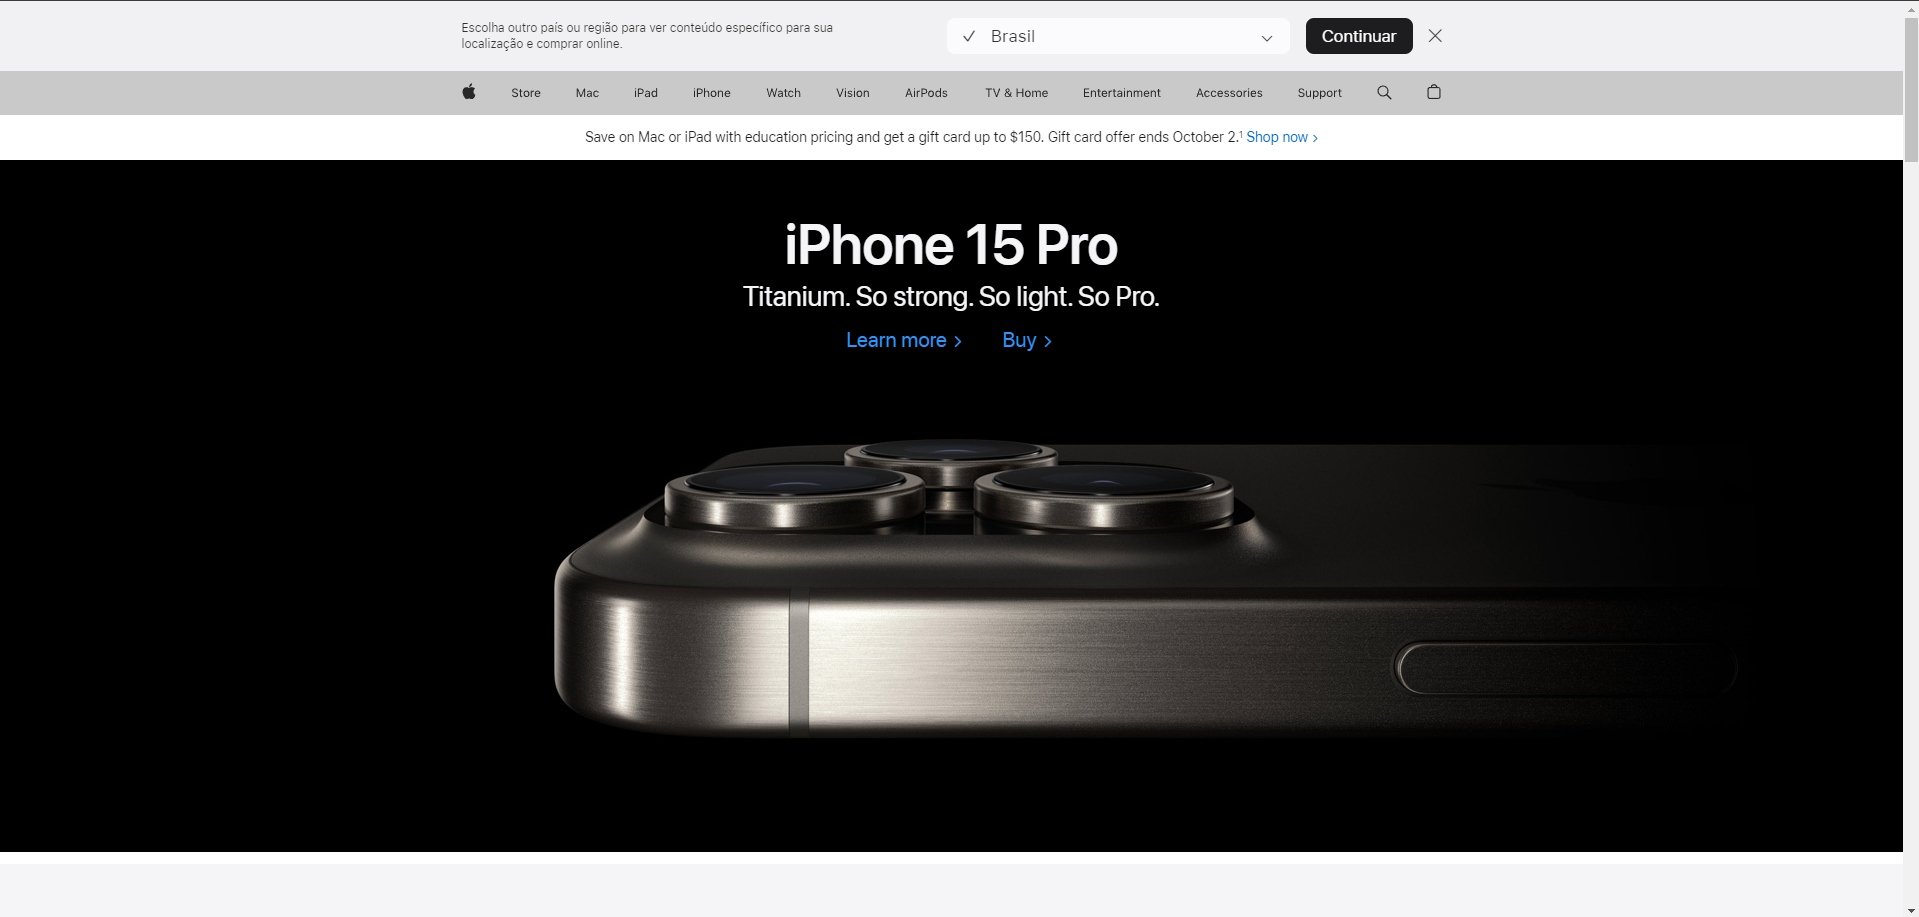 Escolha outro país ou região para ver conteúdo específico para sua
localização e comprar online.
Brasil
Continuar
Store Mac iPad iPhone Watch Vision AirPods TV & Home Entertainment Accessories Support
Save on Mac or iPad with education pricing and get a gift card up to $150. Gift card offer ends October 2.¹ Shop now >
iPhone 15 Pro
Titanium. So strong. So light. So Pro.
Learn more > Buy >